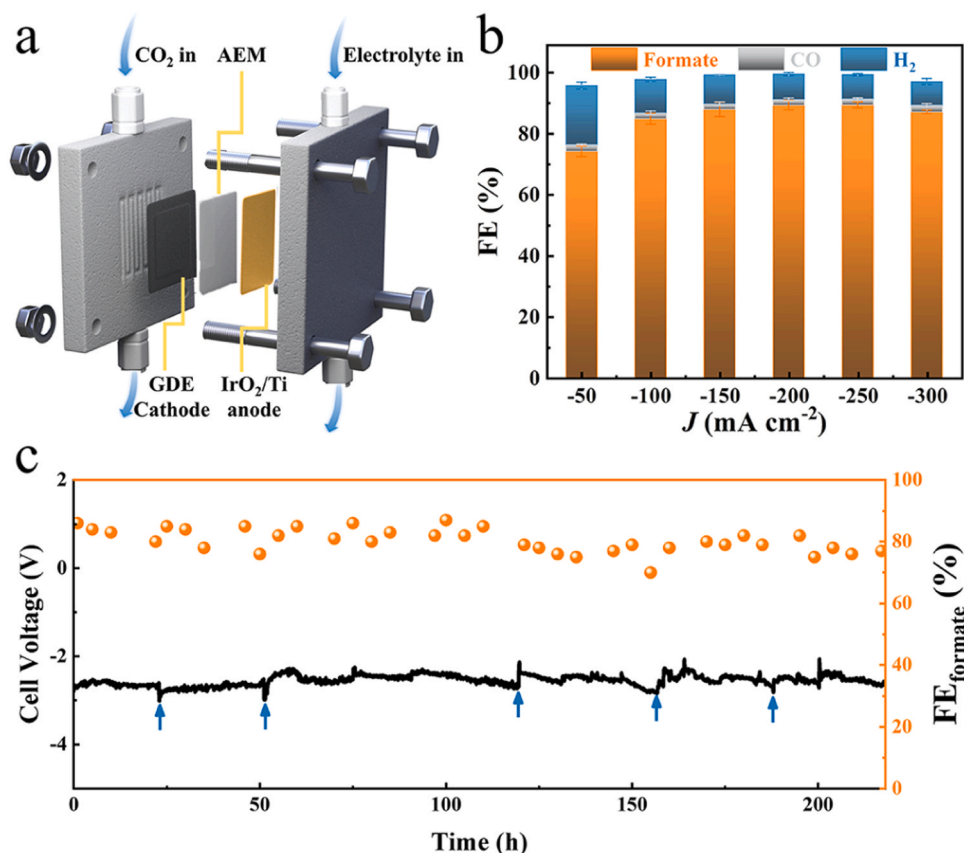 a
CO₂ in
AEM
Electrolyte in
GDE
Cathode
IrO₂/Ti
anode
b
Formate
CO
H₂
FE (%)
100
80
60
40
20
0
-50
-100
-150
-200
-250
-300
J (mA cm⁻²)
c
Cell Voltage (V)
2
0
-2
-4
0
50
100
150
200
Time (h)
100
80
60
40
20
0
FE_formate (%)